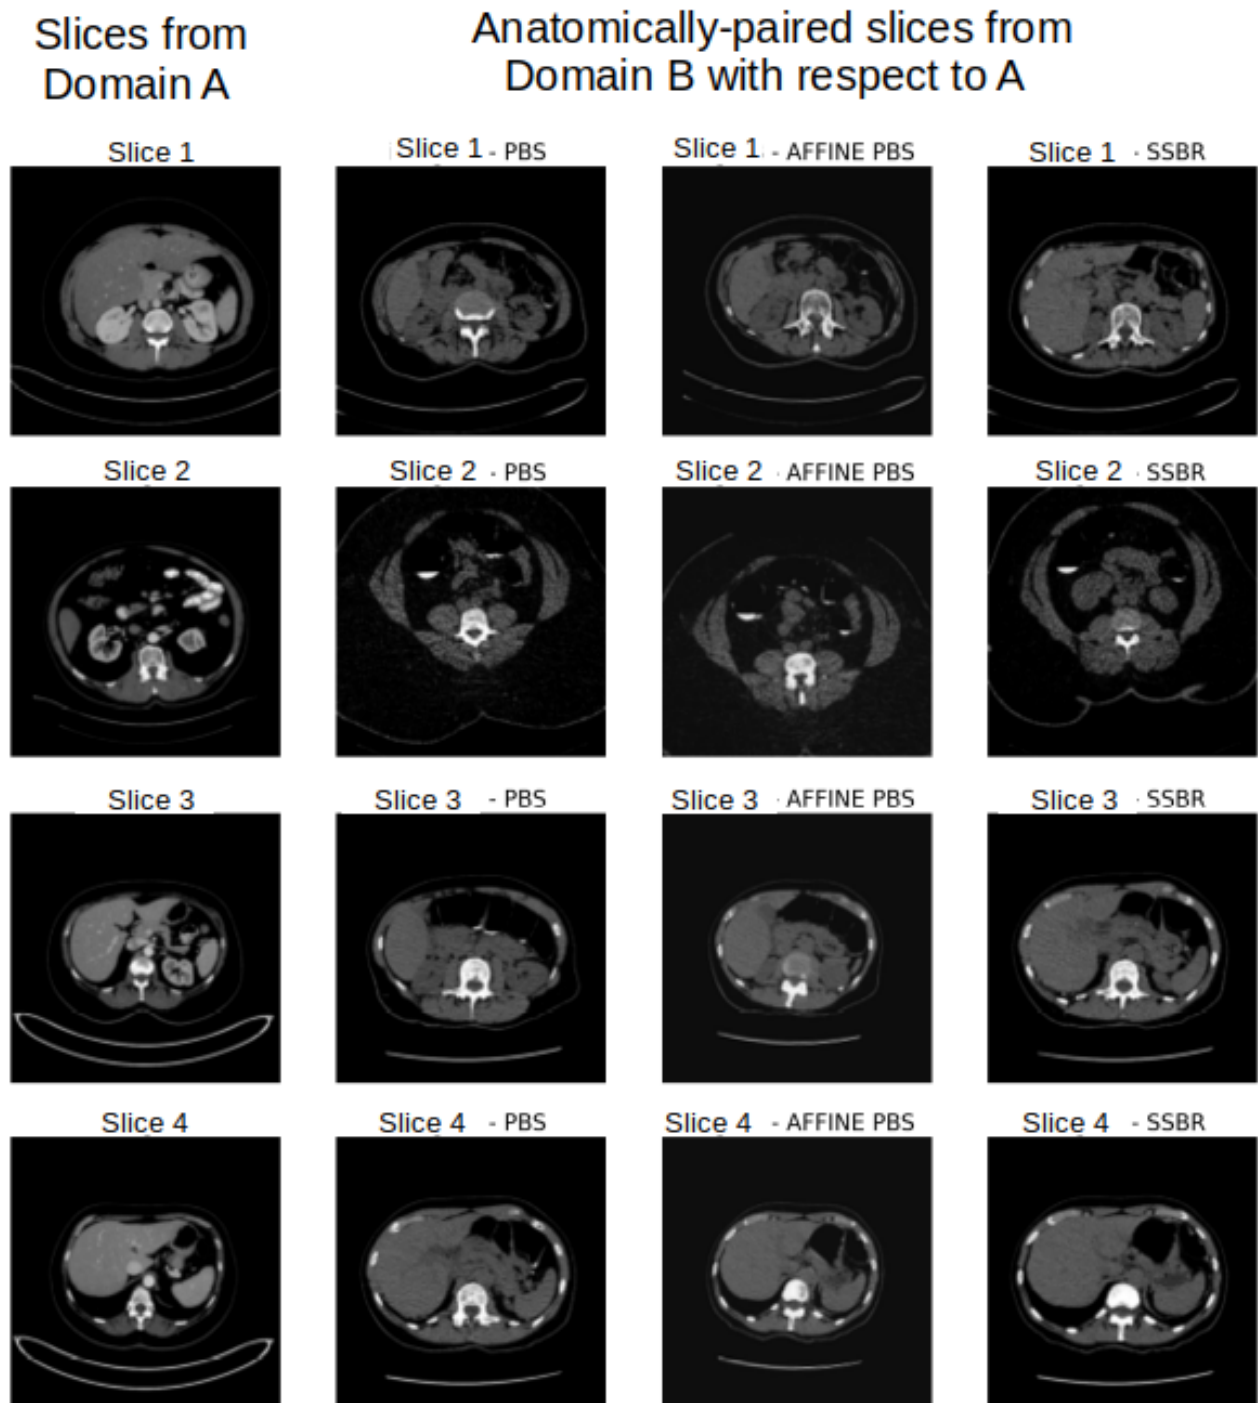 Slices from
Domain A
Anatomically-paired slices from
Domain B with respect to A
Slice 1
Slice 1 - PBS
Slice 1 - AFFINE PBS
Slice 1 - SSBR
Slice 2
Slice 2 - PBS
Slice 2 - AFFINE PBS
Slice 2 - SSBR
Slice 3
Slice 3 - PBS
Slice 3 - AFFINE PBS
Slice 3 - SSBR
Slice 4
Slice 4 - PBS
Slice 4 - AFFINE PBS
Slice 4 - SSBR